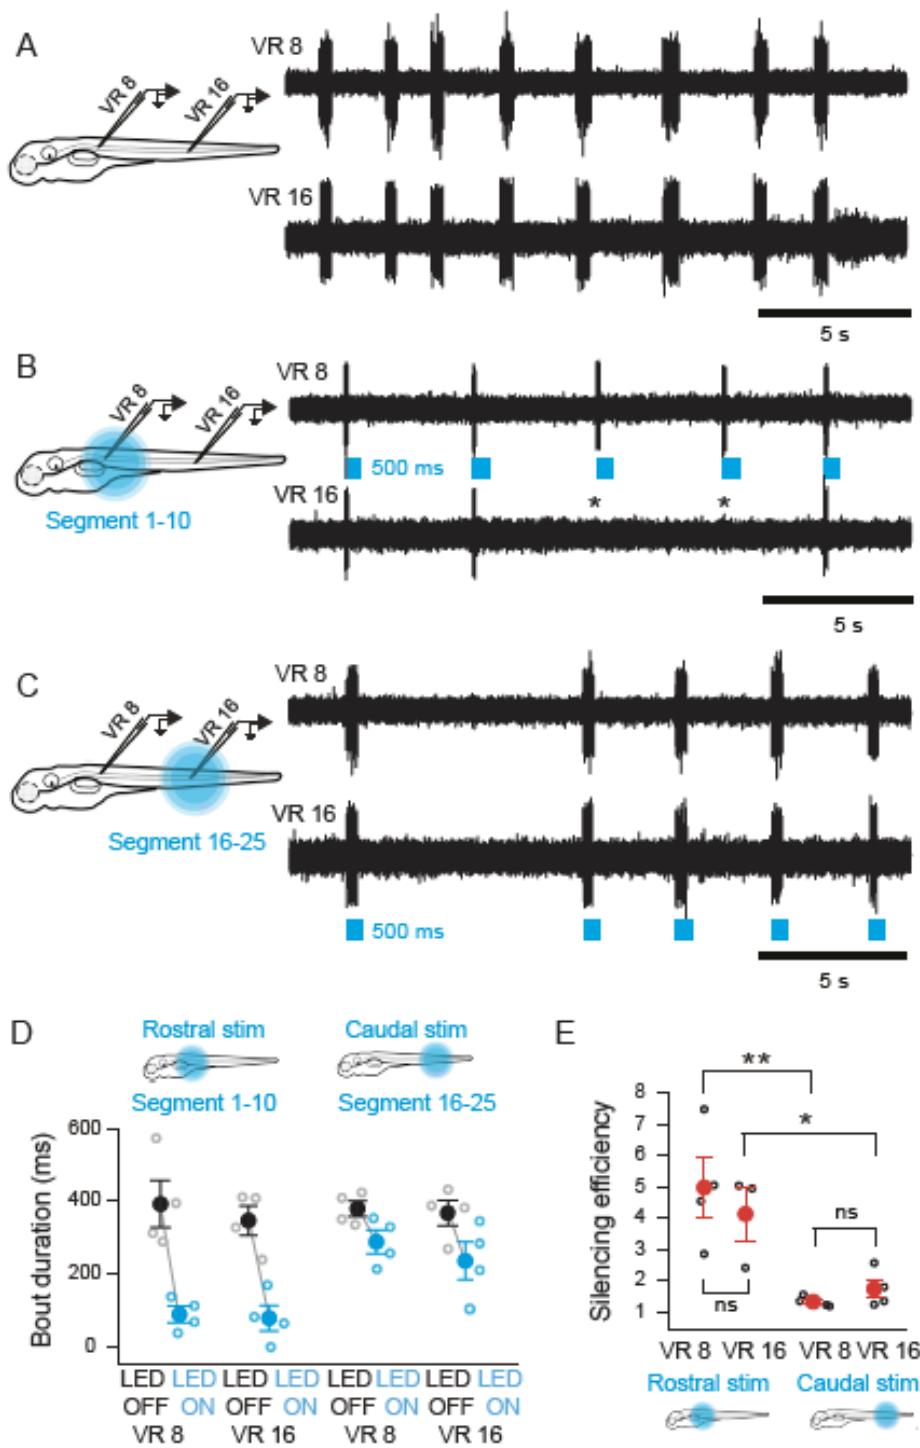 A
VR 8
VR 8
VR 16
VR 16
5 s
B
VR 8
VR 8
VR 16
500 ms
VR 16
* *
Segment 1-10
5 s
C
VR 8
VR 8
VR 16
VR 16
Segment 16-25
500 ms
5 s
D
Rostral stim
Caudal stim
Segment 1-10
Segment 16-25
Bout duration (ms)
600
400
200
0
LED LED LED LED LED LED LED LED
OFF ON OFF ON OFF ON OFF ON
VR 8 VR 16 VR 8 VR 16
E
Silencing efficiency
8
7
6
5
4
3
2
1
**
*
ns
ns
VR 8 VR 16 VR 8 VR 16
Rostral stim Caudal stim